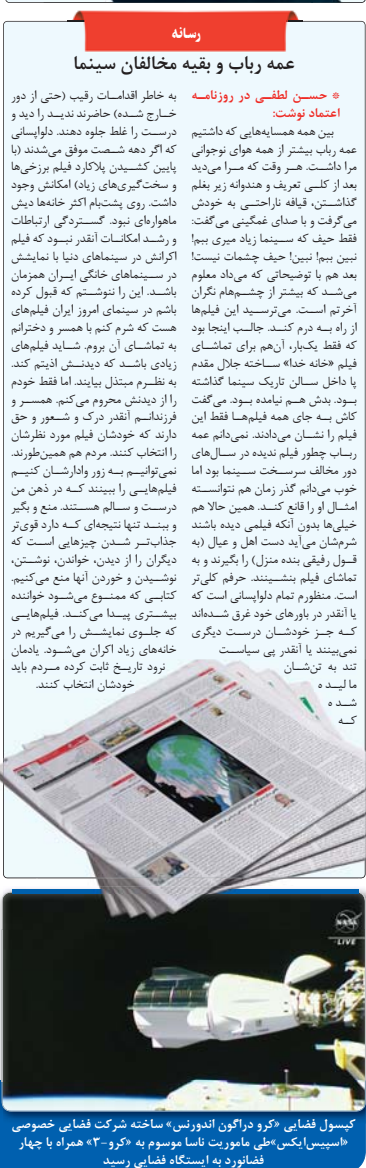 رسانه
عمه رباب و بقیه مخالفان سینما
* حسن لطفی در روزنامه
اعتماد نوشت:
بین همه همسایه‌هایی که داشتیم
عمه رباب بیشتر از همه هوای نوجوانی
مرا داشت. هر وقت که مرا می‌دید
بعد از کلی تعریف و هندوانه زیر بغلم
گذاشتن، قیافه ناراحتی به خودش
می‌گرفت و با صدای غمگینی می‌گفت:
فقط حیف که سینما زیاد میری ببم!
نبین ببم! نبین! حیف چشمات نیست!
بعد هم با توضیحاتی که می‌داد معلوم
می‌شد که بیشتر از چشم‌هام نگران
آخرتم است. می‌ترسید این فیلم‌ها
از راه به درم کند. جالب اینجا بود
که فقط یک‌بار، آن‌هم برای تماشای
فیلم «خانه خدا» ساخته جلال مقدم
پا داخل سالن تاریک سینما گذاشته
بود. بدش هم نیامده بود. می‌گفت
کاش به جای همه فیلم‌ها فقط این
فیلم را نشان می‌دادند. نمی‌دانم عمه
رباب چطور فیلم ندیده در سال‌های
دور مخالف سرسخت سینما بود اما
خوب می‌دانم گذر زمان هم نتوانسته
امثال او را قانع کند. همین حالا هم
خیلی‌ها بدون آنکه فیلمی دیده باشند
شرم‌شان می‌آید دست اهل و عیال (به
قول رفیقی بنده منزل) را بگیرند و به
تماشای فیلم بنشینند. حرفم کلی‌تر
است. منظورم تمام دلواپسانی است که
یا آنقدر در باورهای خود غرق شده‌اند
که جز خودشان درست دیگری
نمی‌بینند یا آنقدر پی سیاست
تند به تن‌شان
مالیده
شده
که
به خاطر اقدامات رقیب (حتی از دور
خارج شده) حاضرند ندید را دید و
درست را غلط جلوه دهند. دلواپسانی
که اگر دهه شصت موفق می‌شدند (با
پایین کشیدن پلاکارد فیلم برزخی‌ها
و سخت‌گیری‌های زیاد) امکانش وجود
داشت. روی پشت‌بام اکثر خانه‌ها دیش
ماهواره‌ای نبود. گستردگی ارتباطات
و رشد امکانات آنقدر نبود که فیلم
اکرانش در سینماهای دنیا با نمایشش
در سینماهای خانگی ایران همزمان
باشد. این را ننوشتم که قبول کرده
باشم در سینمای امروز ایران فیلم‌های
هست که شرم کنم با همسر و دخترانم
به تماشای آن بروم. شاید فیلم‌های
زیادی باشد که دیدنش اذیتم کند.
به نظرم مبتذل بیایند. اما فقط خودم
را از دیدنش محروم می‌کنم. همسر و
فرزندانم آنقدر درک و شعور و حق
دارند که خودشان فیلم مورد نظرشان
را انتخاب کنند. مردم هم همین‌طورند.
نمی‌توانیم به زور وادارشان کنیم
فیلم‌هایی را ببینند که در ذهن من
درست و سالم هستند. منع و بگیر
و ببند تنها نتیجه‌ای که دارد قوی‌تر
جذاب‌تر شدن چیزهایی است که
دیگران را از دیدن، خواندن، نوشتن،
نوشیدن و خوردن آنها منع می‌کنیم.
کتابی که ممنوع می‌شود خواننده
بیشتری پیدا می‌کند. فیلم‌هایی
که جلوی نمایشش را می‌گیریم در
خانه‌های زیاد اکران می‌شود. یادمان
نرود تاریخ ثابت کرده مردم باید
خودشان انتخاب کنند.
NASA
LIVE
کپسول فضایی «کرو دراگون اندورنس» ساخته شرکت فضایی خصوصی
«اسپیس‌ایکس»طی ماموریت ناسا موسوم به «کرو-۳» همراه با چهار
فضانورد به ایستگاه فضایی رسید